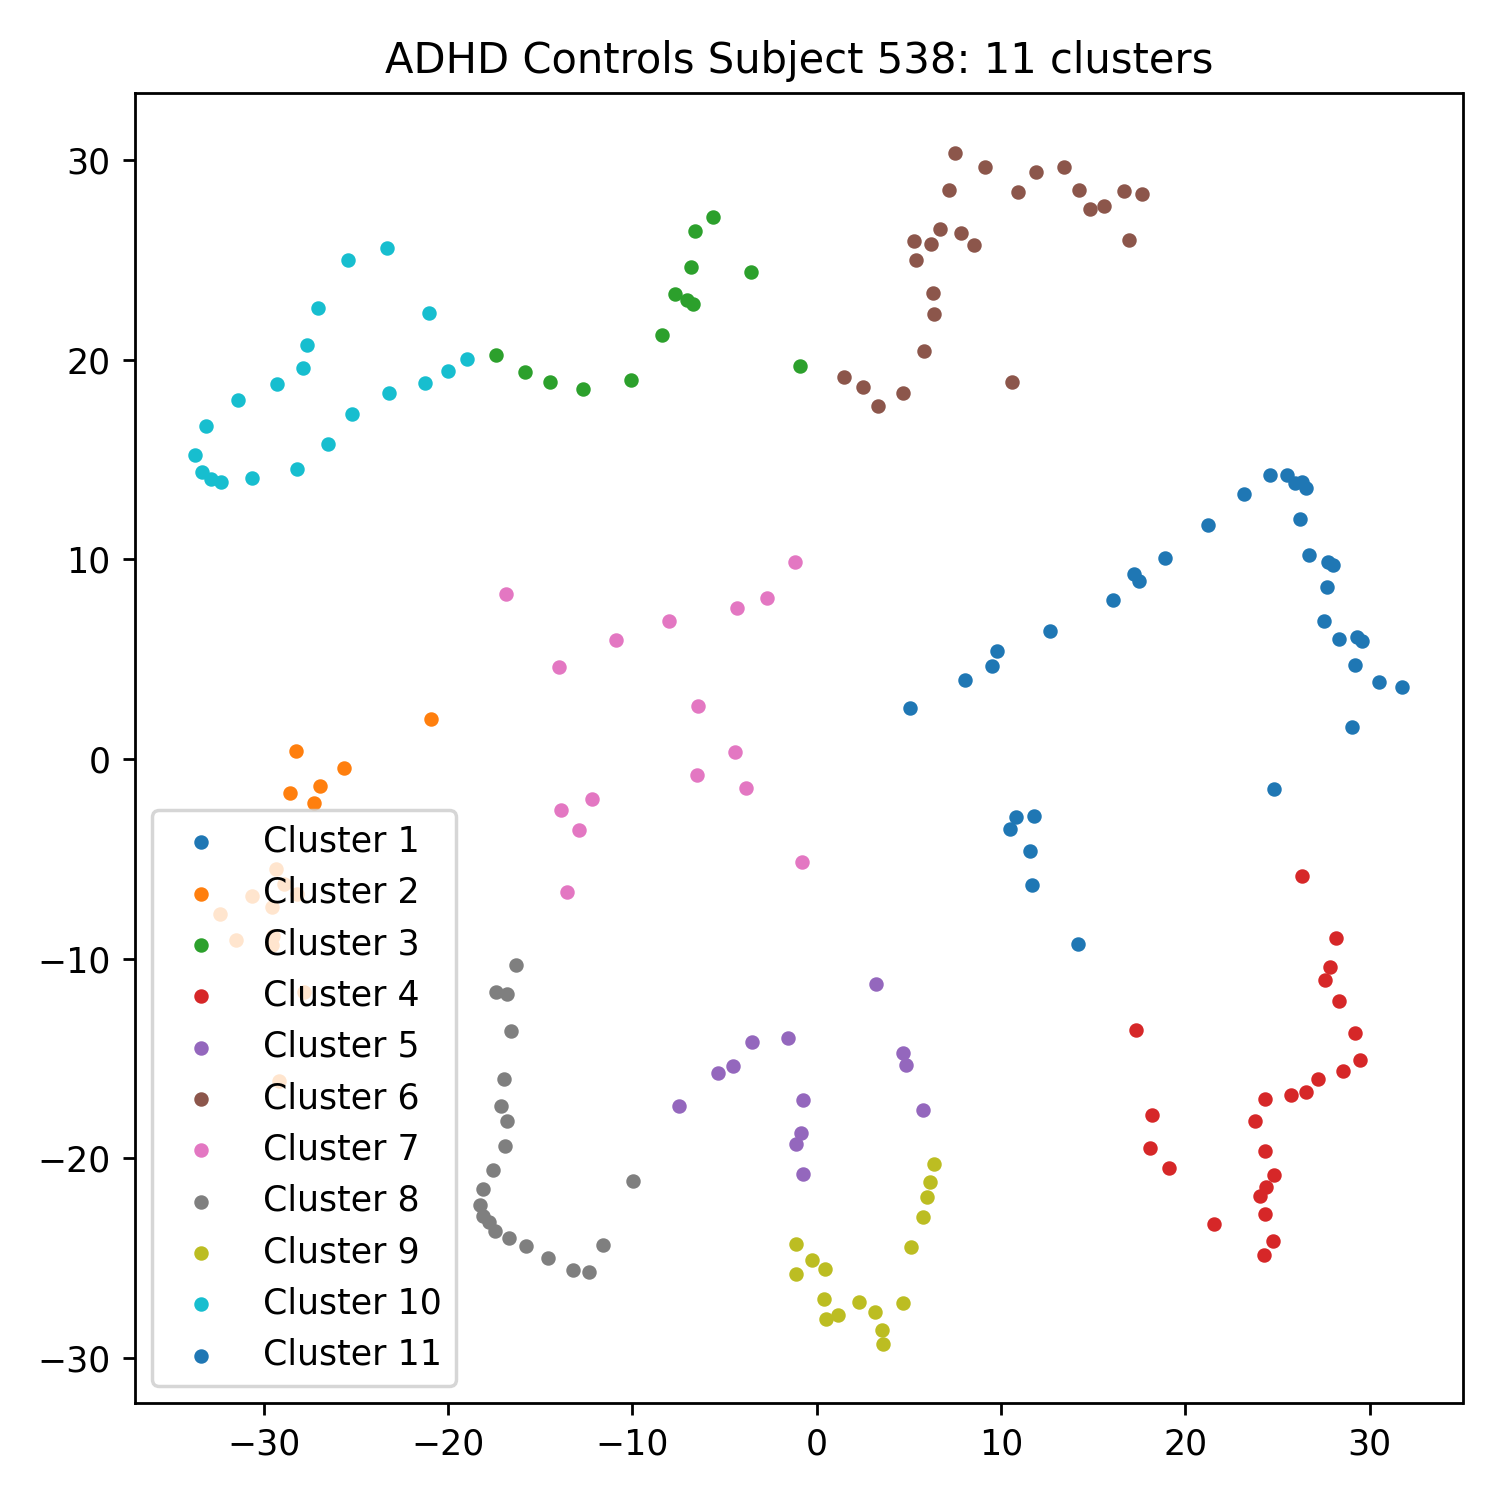 ADHD Controls Subject 538: 11 clusters
30
20
10
0
−10
−20
−30
Cluster 1
Cluster 2
Cluster 3
Cluster 4
Cluster 5
Cluster 6
Cluster 7
Cluster 8
Cluster 9
Cluster 10
Cluster 11
−30 −20 −10 0 10 20 30